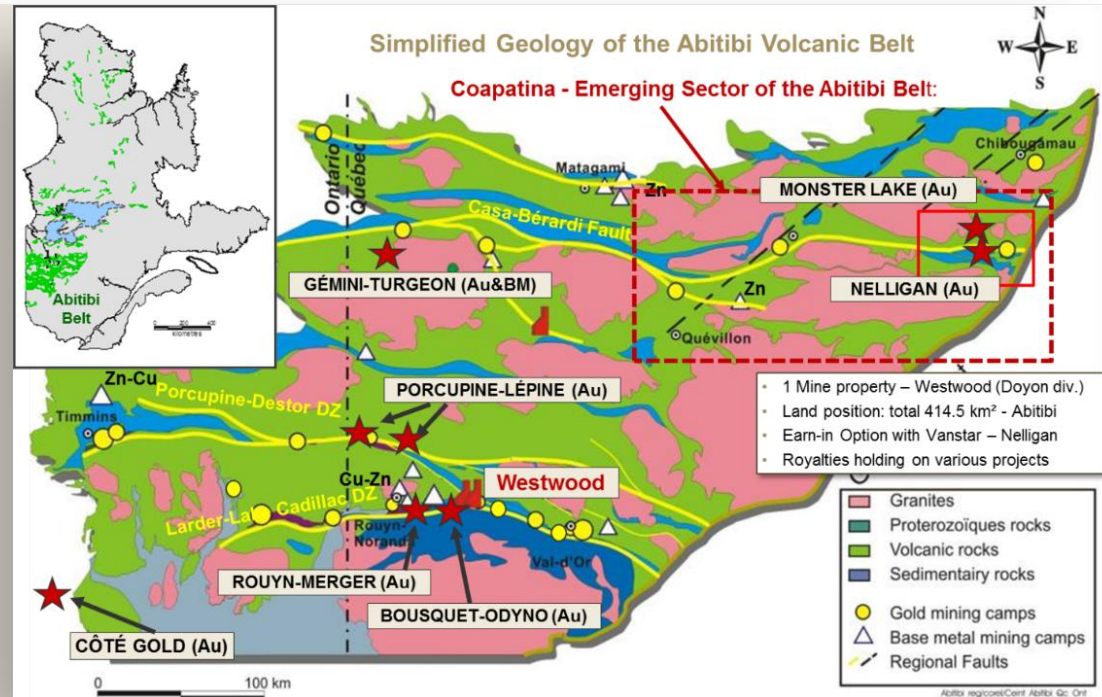 Simplified Geology of the Abitibi Volcanic Belt
N
W E
S
Coapatina - Emerging Sector of the Abitibi Belt:
Abitibi
Belt
Ontario
Québec
Matagami
Zn
Chibougamau
MONSTER LAKE (Au)
Casa-Bérardi Fault
GÉMINI-TURGEON (Au&BM)
NELLIGAN (Au)
Zn
Quévillon
Zn-Cu
Timmins
Porcupine-Destor DZ
PORCUPINE-LÉPINE (Au)
• 1 Mine property – Westwood (Doyon div.)
• Land position: total 414.5 km² - Abitibi
• Earn-in Option with Vanstar – Nelligan
• Royalties holding on various projects
Cu-Zn
Westwood
Larder-Lake Cadillac DZ
Rouyn-
Noranda
Val-d'Or
ROUYN-MERGER (Au)
BOUSQUET-ODYNO (Au)
CÔTÉ GOLD (Au)
Granites
Proterozoïques rocks
Volcanic rocks
Sedimentairy rocks
Gold mining camps
Base metal mining camps
Regional Faults
0 100 km